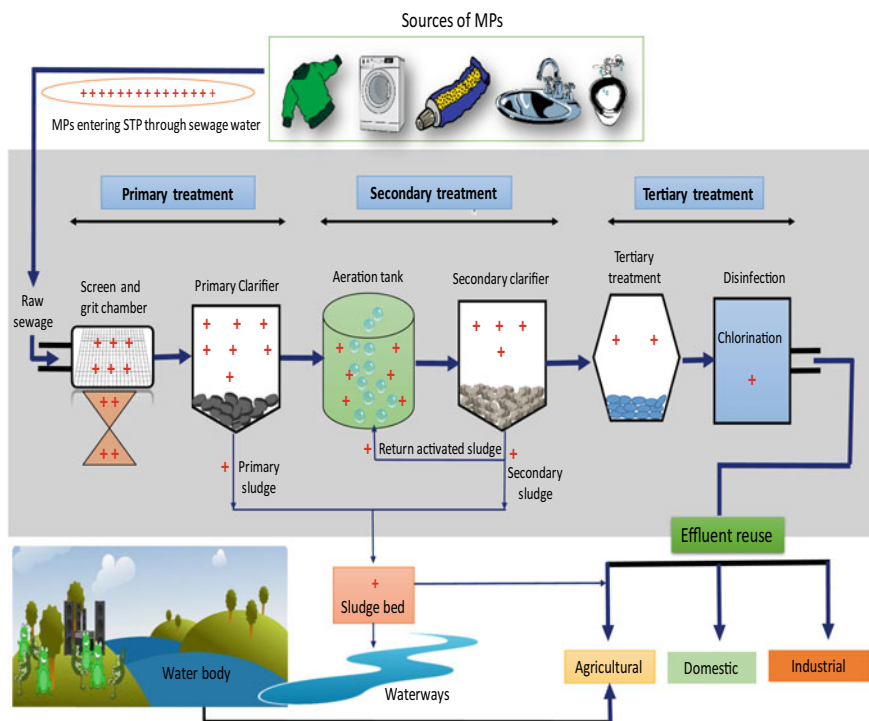 Sources of MPs
+++++++++++++++
MPs entering STP through sewage water
Primary treatment
Secondary treatment
Tertiary treatment
Raw
sewage
Screen and
grit chamber
Primary Clarifier
Aeration tank
Secondary clarifier
Tertiary
treatment
Disinfection
Chlorination
Return activated sludge
Primary
sludge
Secondary
sludge
Effluent reuse
Sludge bed
Water body
Waterways
Agricultural
Domestic
Industrial